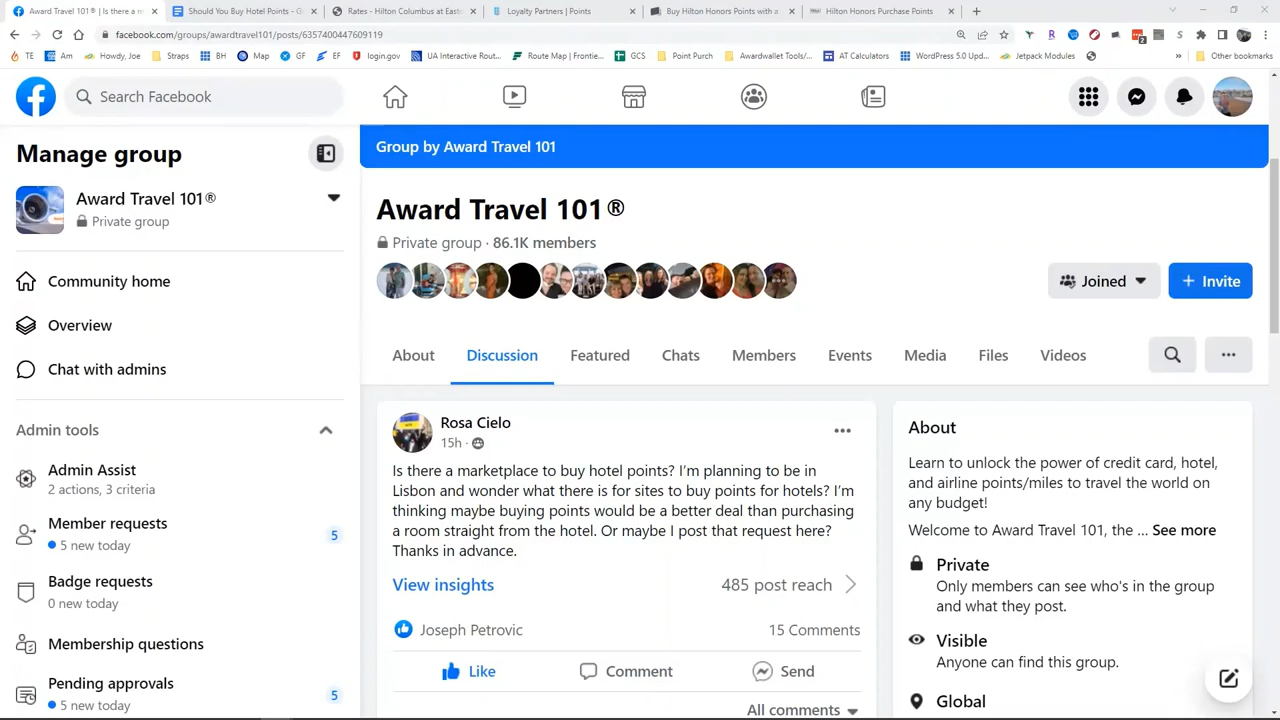 Award Travel 101® | Is there a m
Should You Buy Hotel Points - G
Rates - Hilton Columbus at Easto
Loyalty Partners | Points
Buy Hilton Honors Points with a
Hilton Honors Purchase Points
facebook.com/groups/awardtravel101/posts/6357400447609119
TE
Am
Howdy, Joe
Straps
BH
Map
GF
EF
login.gov
UA Interactive Rout...
Route Map | Frontie...
GCS
Point Purch
Awardwallet Tools/...
AT Calculators
WordPress 5.0 Upd...
Jetpack Modules
Other bookmarks
Search Facebook
Manage group
Award Travel 101®
Private group
Community home
Overview
Chat with admins
Admin tools
Admin Assist
2 actions, 3 criteria
Member requests
5 new today
5
Badge requests
0 new today
Membership questions
Pending approvals
5 new today
5
Group by Award Travel 101
Award Travel 101®
Private group · 86.1K members
Joined
+ Invite
About
Discussion
Featured
Chats
Members
Events
Media
Files
Videos
Rosa Cielo
15h ·
Is there a marketplace to buy hotel points? I'm planning to be in
Lisbon and wonder what there is for sites to buy points for hotels? I'm
thinking maybe buying points would be a better deal than purchasing
a room straight from the hotel. Or maybe I post that request here?
Thanks in advance.
View insights
485 post reach
Joseph Petrovic
15 Comments
Like
Comment
Send
All comments
About
Learn to unlock the power of credit card, hotel,
and airline points/miles to travel the world on
any budget!
Welcome to Award Travel 101, the ... See more
Private
Only members can see who's in the group
and what they post.
Visible
Anyone can find this group.
Global